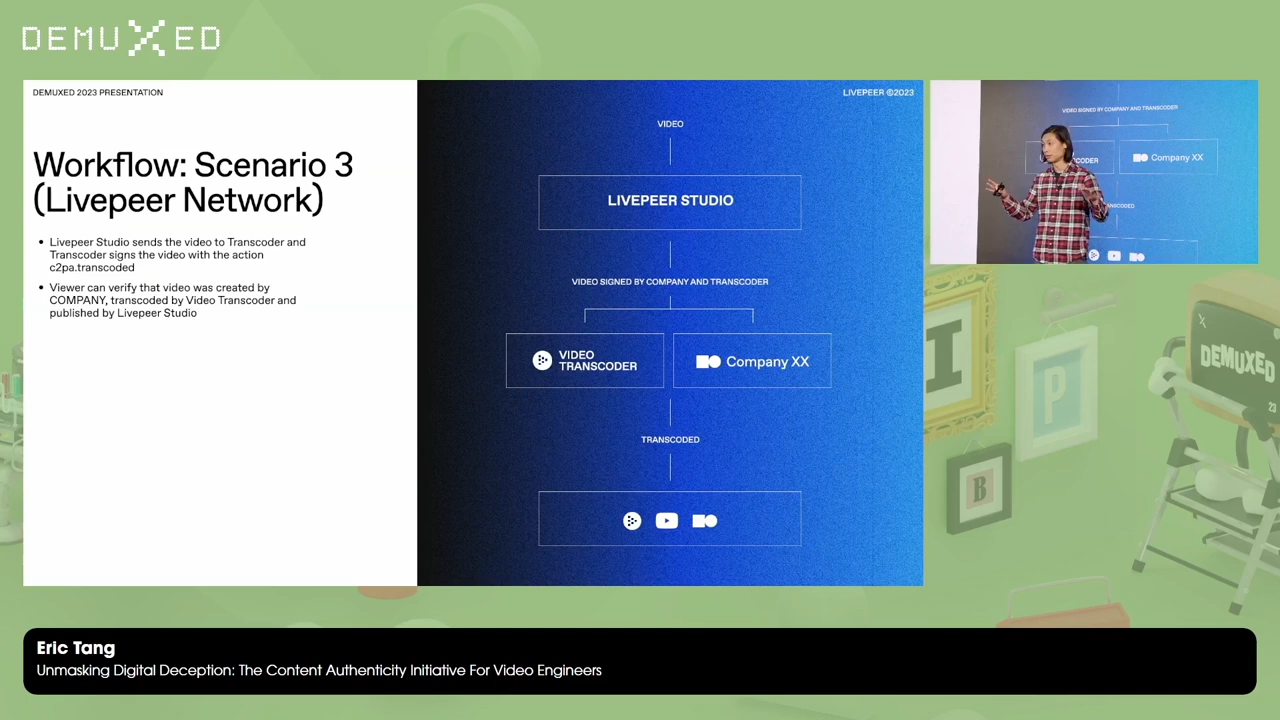 DEMUXED
DEMUXED 2023 PRESENTATION
Workflow: Scenario 3
(Livepeer Network)
• Livepeer Studio sends the video to Transcoder and
Transcoder signs the video with the action
c2pa.transcoded
• Viewer can verify that video was created by
COMPANY, transcoded by Video Transcoder and
published by Livepeer Studio
LIVEPEER ©2023
VIDEO
LIVEPEER STUDIO
VIDEO SIGNED BY COMPANY AND TRANSCODER
VIDEO
TRANSCODER
Company XX
TRANSCODED
VIDEO SIGNED BY COMPANY AND TRANSCODER
Company XX
I
P
B
DEMUXED
23
Eric Tang
Unmasking Digital Deception: The Content Authenticity Initiative For Video Engineers